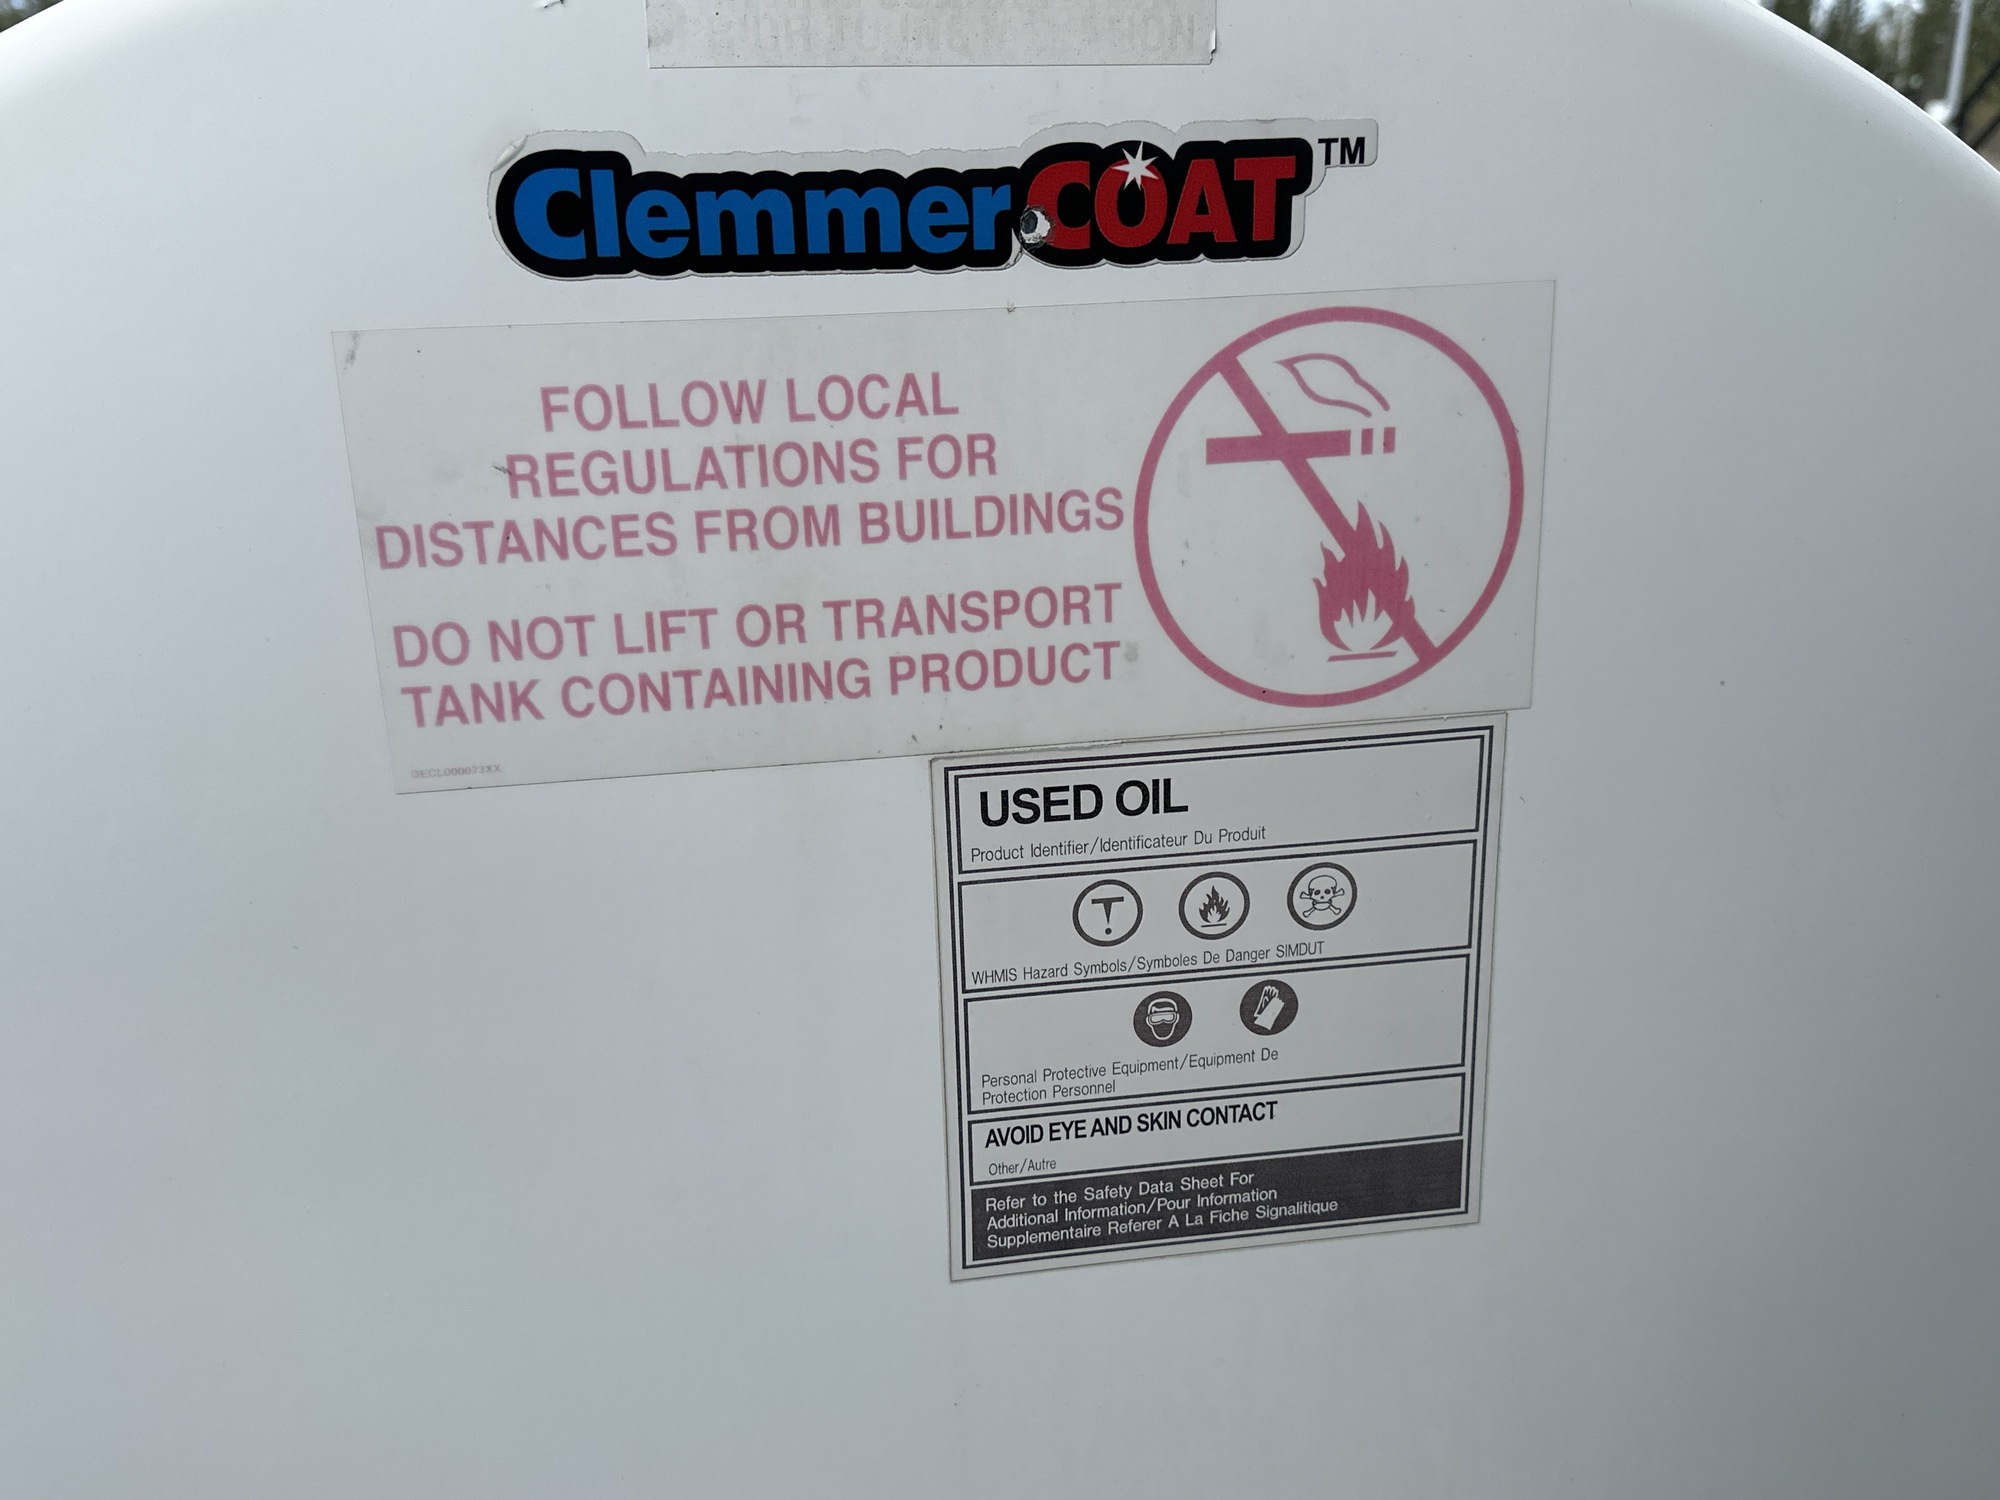 ClemmerCOAT™
FOLLOW LOCAL
REGULATIONS FOR
DISTANCES FROM BUILDINGS
DO NOT LIFT OR TRANSPORT
TANK CONTAINING PRODUCT
USED OIL
Product Identifier/Identificateur Du Produit
WHMIS Hazard Symbols/Symboles De Danger SIMDUT
Personal Protective Equipment/Equipment De
Protection Personnel
AVOID EYE AND SKIN CONTACT
Other/Autre
Refer to the Safety Data Sheet For
Additional Information/Pour Information
Supplementaire Referer A La Fiche Signalitique